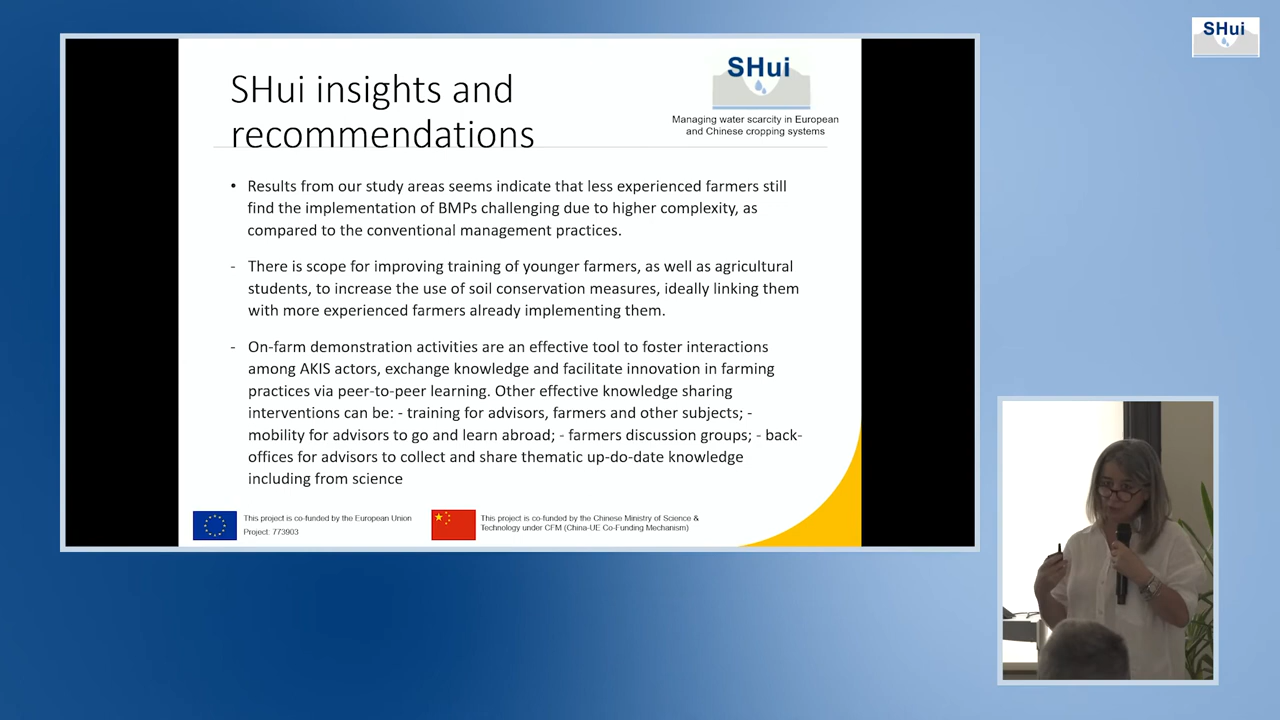 SHui
SHui insights and
recommendations
SHui
Managing water scarcity in European
and Chinese cropping systems
• Results from our study areas seems indicate that less experienced farmers still
find the implementation of BMPs challenging due to higher complexity, as
compared to the conventional management practices.
- There is scope for improving training of younger farmers, as well as agricultural
students, to increase the use of soil conservation measures, ideally linking them
with more experienced farmers already implementing them.
- On-farm demonstration activities are an effective tool to foster interactions
among AKIS actors, exchange knowledge and facilitate innovation in farming
practices via peer-to-peer learning. Other effective knowledge sharing
interventions can be: - training for advisors, farmers and other subjects; -
mobility for advisors to go and learn abroad; - farmers discussion groups; - back-
offices for advisors to collect and share thematic up-do-date knowledge
including from science
This project is co-funded by the European Union
Project: 773903
This project is co-funded by the Chinese Ministry of Science &
Technology under CFM (China-UE Co-Funding Mechanism)